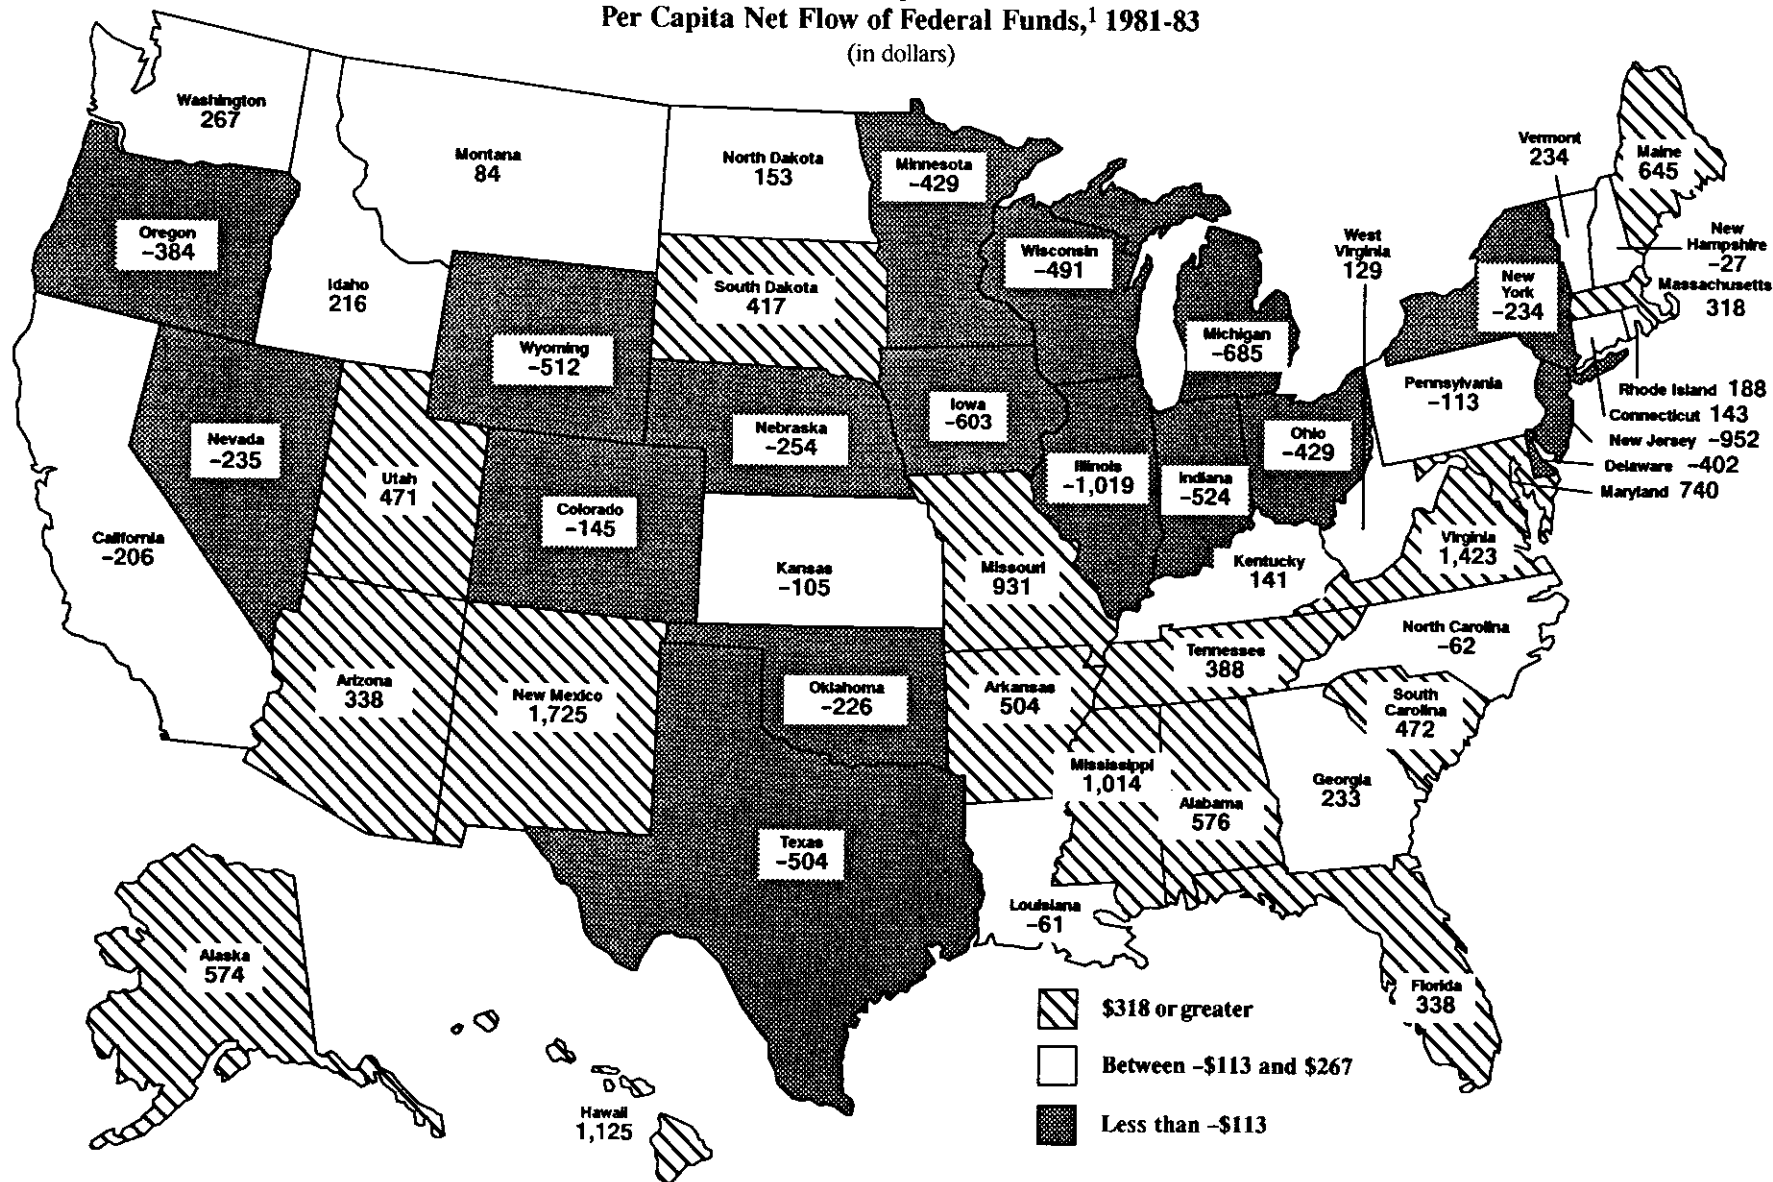 Per Capita Net Flow of Federal Funds,¹ 1981-83
(in dollars)
Washington
267
Montana
84
North Dakota
153
Minnesota
–429
Vermont
234
Maine
645
Oregon
–384
Idaho
216
Wyoming
–512
South Dakota
417
Wisconsin
–491
Michigan
–685
West
Virginia
129
New
York
–234
New
Hampshire
–27
Massachusetts
318
Pennsylvania
–113
Rhode Island 188
Connecticut 143
New Jersey –952
Delaware –402
Maryland 740
Nevada
–235
Utah
471
Colorado
–145
Nebraska
–254
Iowa
–603
Illinois
–1,019
Indiana
–524
Ohio
–429
California
–206
Kansas
–105
Missouri
931
Kentucky
141
Virginia
1,423
Arizona
338
New Mexico
1,725
Oklahoma
–226
Arkansas
504
Tennessee
388
North Carolina
–62
South
Carolina
472
Texas
–504
Mississippi
1,014
Alabama
576
Georgia
233
Louisiana
–61
Florida
338
Alaska
574
Hawaii
1,125
$318 or greater
Between –$113 and $267
Less than –$113